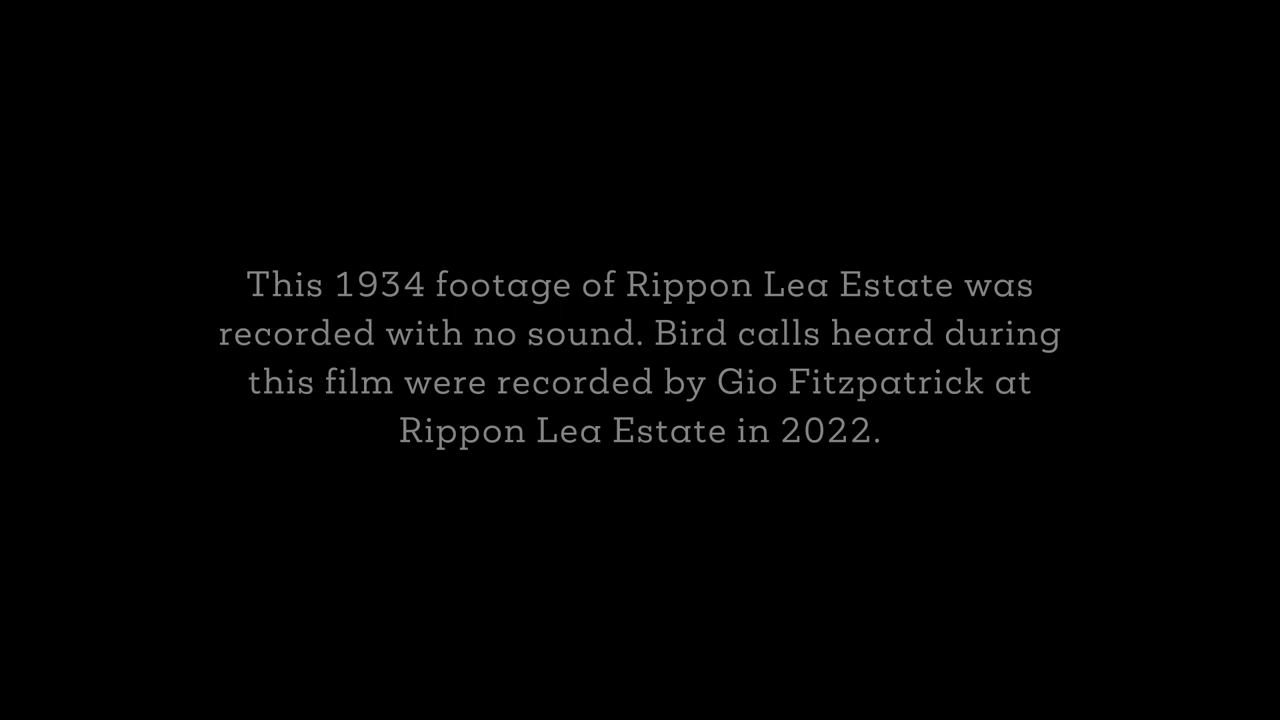 This 1934 footage of Rippon Lea Estate was
recorded with no sound. Bird calls heard during
this film were recorded by Gio Fitzpatrick at
Rippon Lea Estate in 2022.